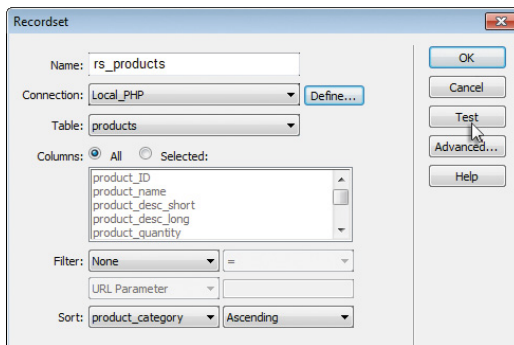 Recordset
Name: rs_products
OK
Connection: Local_PHP Define...
Cancel
Table: products
Test
Columns: All Selected:
Advanced...
product_ID
product_name
product_desc_short
product_desc_long
product_quantity
Help
Filter: None =
URL Parameter
Sort: product_category Ascending